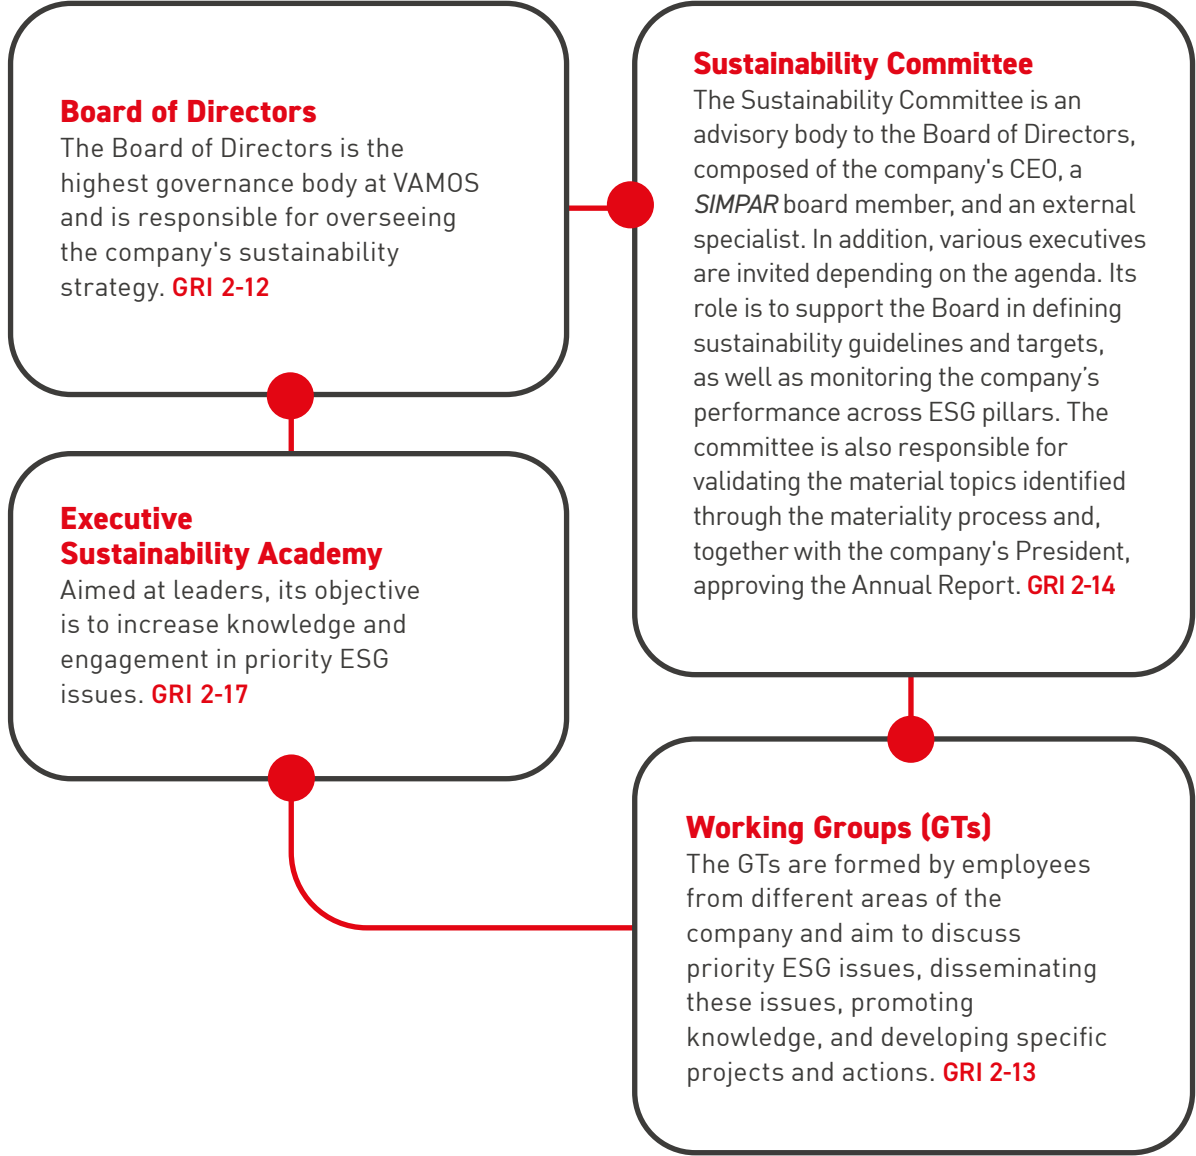 Board of Directors
The Board of Directors is the
highest governance body at VAMOS
and is responsible for overseeing
the company's sustainability
strategy. GRI 2-12
Sustainability Committee
The Sustainability Committee is an
advisory body to the Board of Directors,
composed of the company's CEO, a
SIMPAR board member, and an external
specialist. In addition, various executives
are invited depending on the agenda. Its
role is to support the Board in defining
sustainability guidelines and targets,
as well as monitoring the company’s
performance across ESG pillars. The
committee is also responsible for
validating the material topics identified
through the materiality process and,
together with the company's President,
approving the Annual Report. GRI 2-14
Executive
Sustainability Academy
Aimed at leaders, its objective
is to increase knowledge and
engagement in priority ESG
issues. GRI 2-17
Working Groups (GTs)
The GTs are formed by employees
from different areas of the
company and aim to discuss
priority ESG issues, disseminating
these issues, promoting
knowledge, and developing specific
projects and actions. GRI 2-13